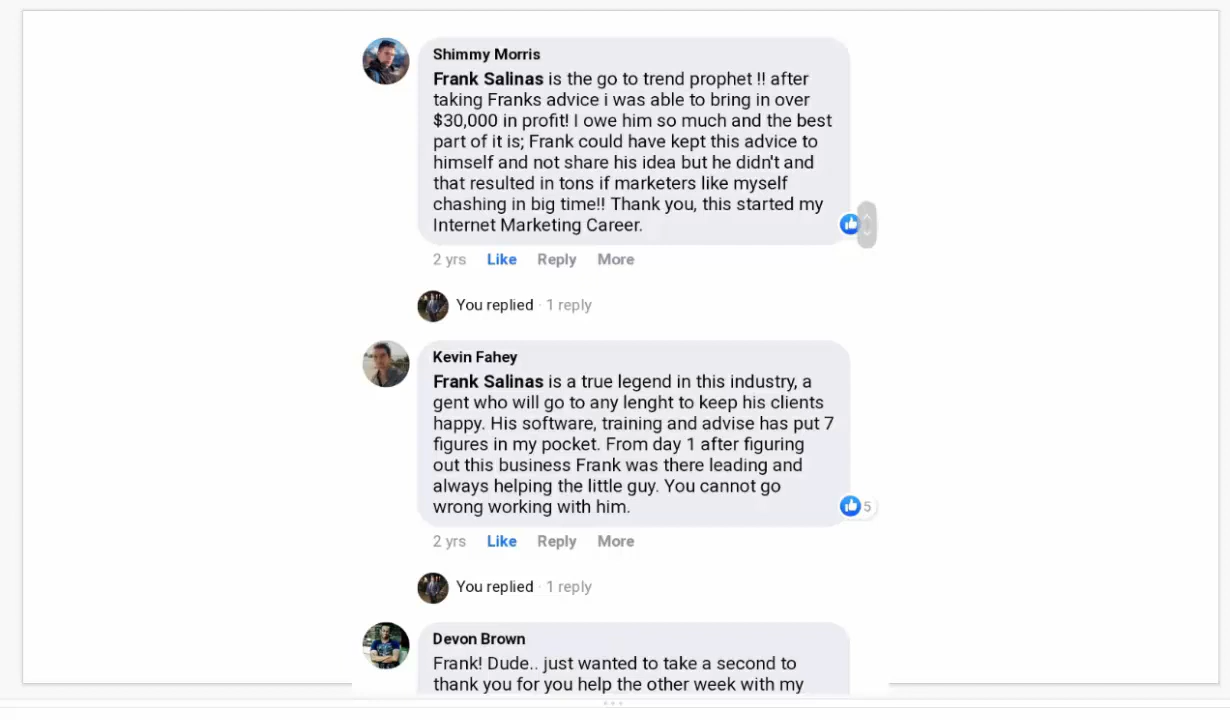 Shimmy Morris
Frank Salinas is the go to trend prophet !! after
taking Franks advice i was able to bring in over
$30,000 in profit! I owe him so much and the best
part of it is; Frank could have kept this advice to
himself and not share his idea but he didn't and
that resulted in tons if marketers like myself
chashing in big time!! Thank you, this started my
Internet Marketing Career.
2 yrs Like Reply More
You replied · 1 reply
Kevin Fahey
Frank Salinas is a true legend in this industry, a
gent who will go to any lenght to keep his clients
happy. His software, training and advise has put 7
figures in my pocket. From day 1 after figuring
out this business Frank was there leading and
always helping the little guy. You cannot go
wrong working with him.
5
2 yrs Like Reply More
You replied · 1 reply
Devon Brown
Frank! Dude.. just wanted to take a second to
thank you for you help the other week with my